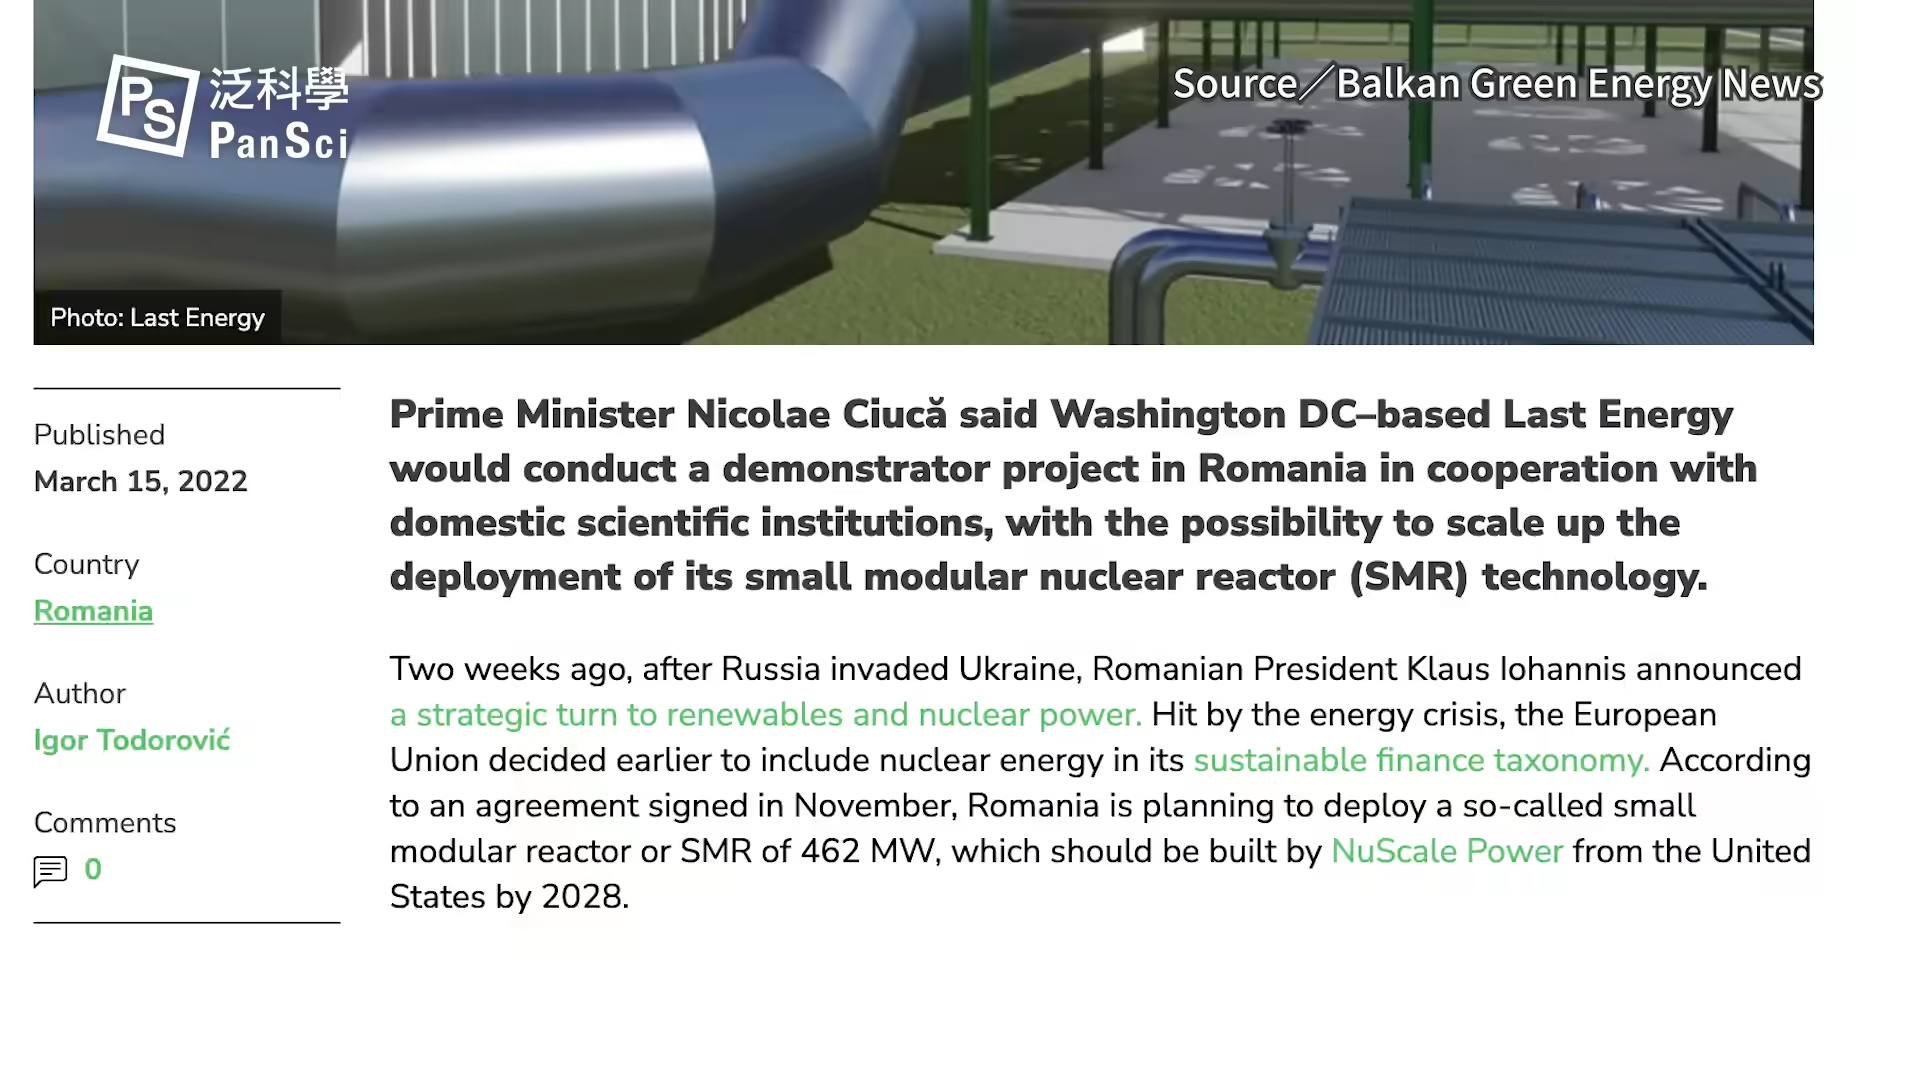 PS
泛科學
PanSci
Source／Balkan Green Energy News
Photo: Last Energy
Published
March 15, 2022
Country
Romania
Author
Igor Todorović
Comments
0
Prime Minister Nicolae Ciucă said Washington DC–based Last Energy
would conduct a demonstrator project in Romania in cooperation with
domestic scientific institutions, with the possibility to scale up the
deployment of its small modular nuclear reactor (SMR) technology.
Two weeks ago, after Russia invaded Ukraine, Romanian President Klaus Iohannis announced
a strategic turn to renewables and nuclear power. Hit by the energy crisis, the European
Union decided earlier to include nuclear energy in its sustainable finance taxonomy. According
to an agreement signed in November, Romania is planning to deploy a so-called small
modular reactor or SMR of 462 MW, which should be built by NuScale Power from the United
States by 2028.